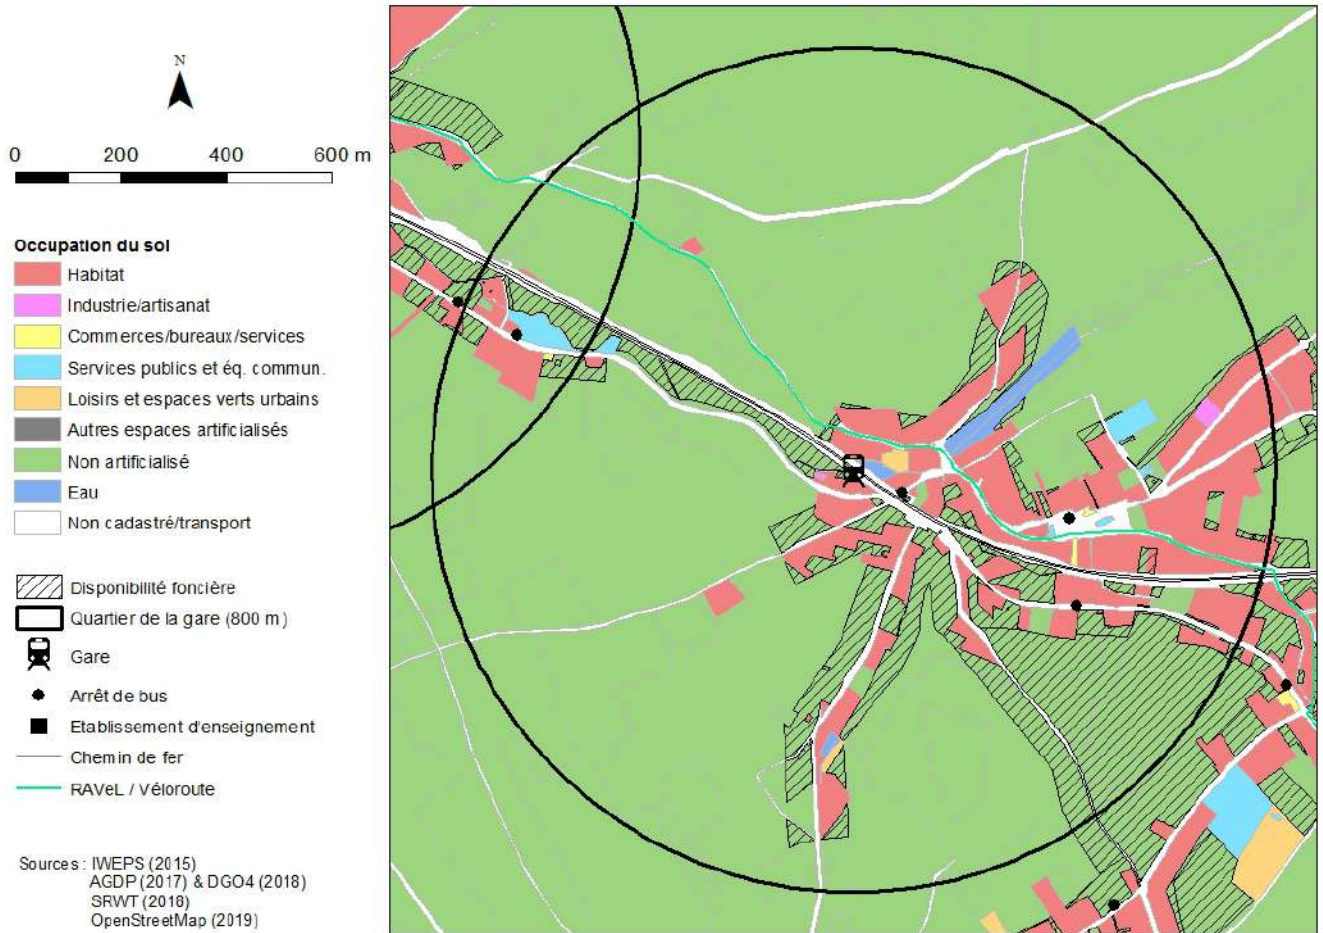 N
0 200 400 600 m
Occupation du sol
Habitat
Industrie/artisanat
Commerces/bureaux/services
Services publics et éq. commun.
Loisirs et espaces verts urbains
Autres espaces artificialisés
Non artificialisé
Eau
Non cadastré/transport
Disponibilité foncière
Quartier de la gare (800 m)
Gare
Arrêt de bus
Etablissement d'enseignement
Chemin de fer
RAVeL / Véloroute
Sources : IWEPS (2015)
AGDP (2017) & DGO4 (2018)
SRWT (2018)
OpenStreetMap (2019)